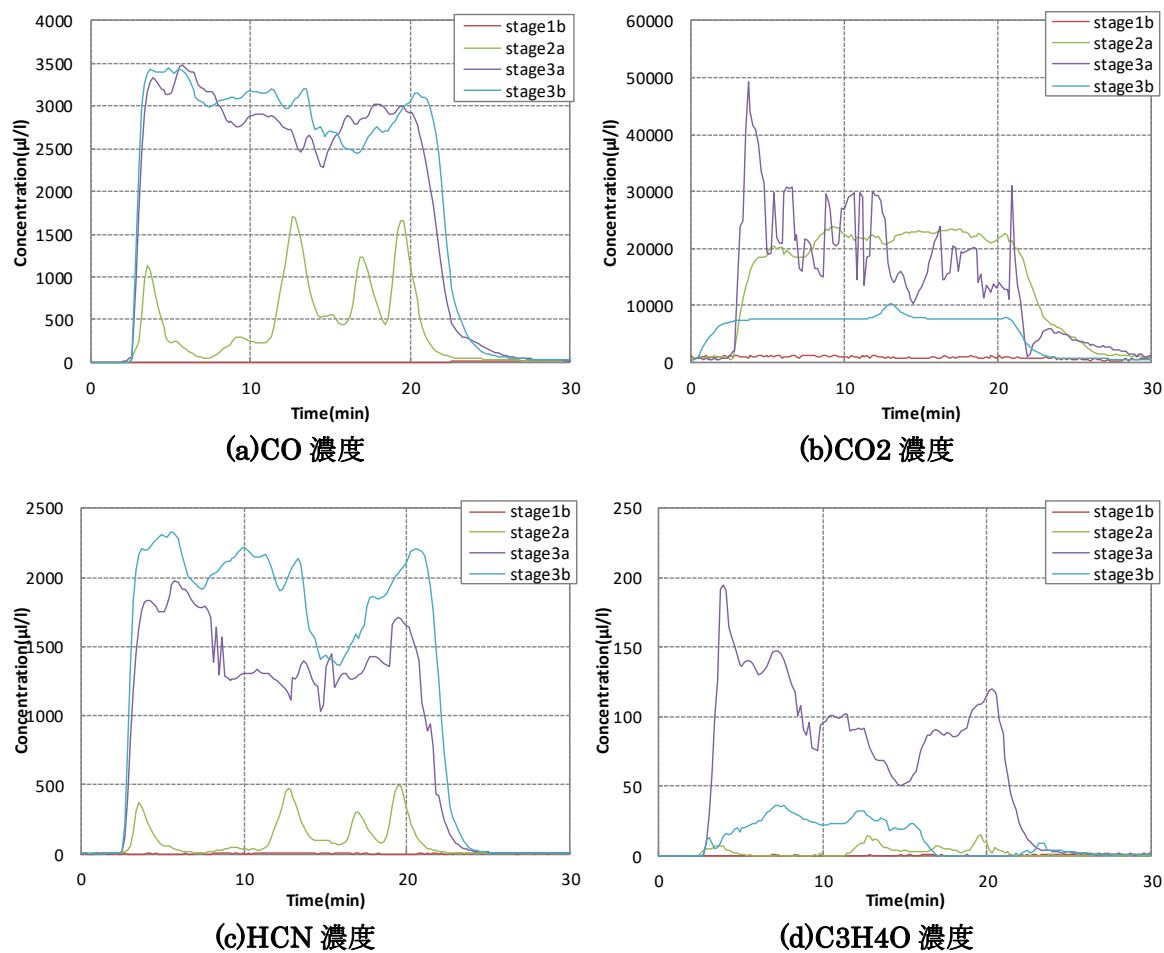 4000
3500
3000
2500
2000
1500
1000
500
0
Concentration(μl/l)
0 10 20 30
Time(min)
stage1b
stage2a
stage3a
stage3b
(a)CO 濃度
60000
50000
40000
30000
20000
10000
0
Concentration(μl/l)
0 10 20 30
Time(min)
stage1b
stage2a
stage3a
stage3b
(b)CO2 濃度
2500
2000
1500
1000
500
0
Concentration(μl/l)
0 10 20 30
Time(min)
stage1b
stage2a
stage3a
stage3b
(c)HCN 濃度
250
200
150
100
50
0
Concentration(μl/l)
0 10 20 30
Time(min)
stage1b
stage2a
stage3a
stage3b
(d)C3H4O 濃度